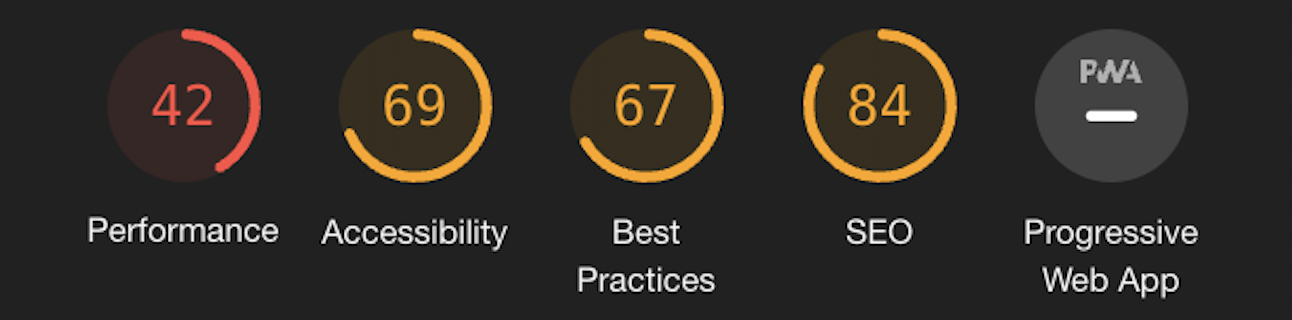 42
69
67
84
PWA
Performance
Accessibility
Best
Practices
SEO
Progressive
Web App